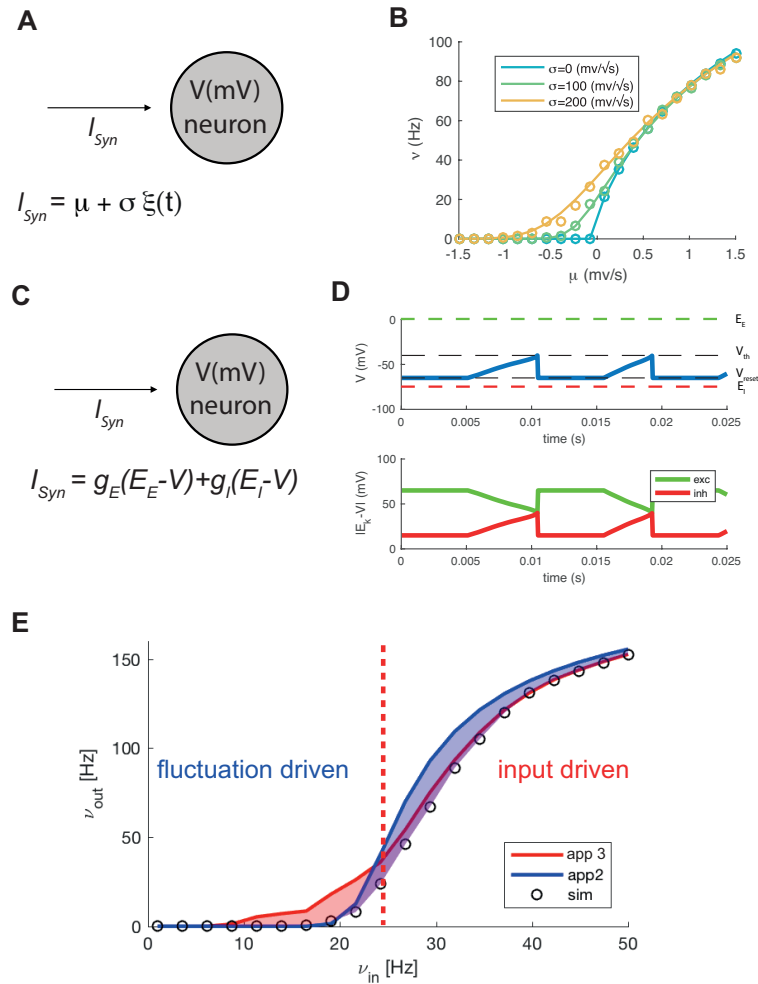 A
V(mV)
neuron
I_Syn
I_Syn = μ + σ ξ(t)
B
100
80
60
40
20
0
ν (Hz)
σ=0 (mv/√s)
σ=100 (mv/√s)
σ=200 (mv/√s)
-1.5 -1 -0.5 0 0.5 1 1.5
μ (mv/s)
C
V(mV)
neuron
I_Syn
I_Syn = g_E(E_E-V)+g_I(E_I-V)
D
0
-50
-100
V (mV)
E_E
V_th
V_reset
E_I
0 0.005 0.01 0.015 0.02 0.025
time (s)
100
50
0
|E_k-V| (mV)
exc
inh
0 0.005 0.01 0.015 0.02 0.025
time (s)
E
150
100
50
0
ν_out [Hz]
fluctuation driven
input driven
app 3
app2
sim
10 20 30 40 50
ν_in [Hz]